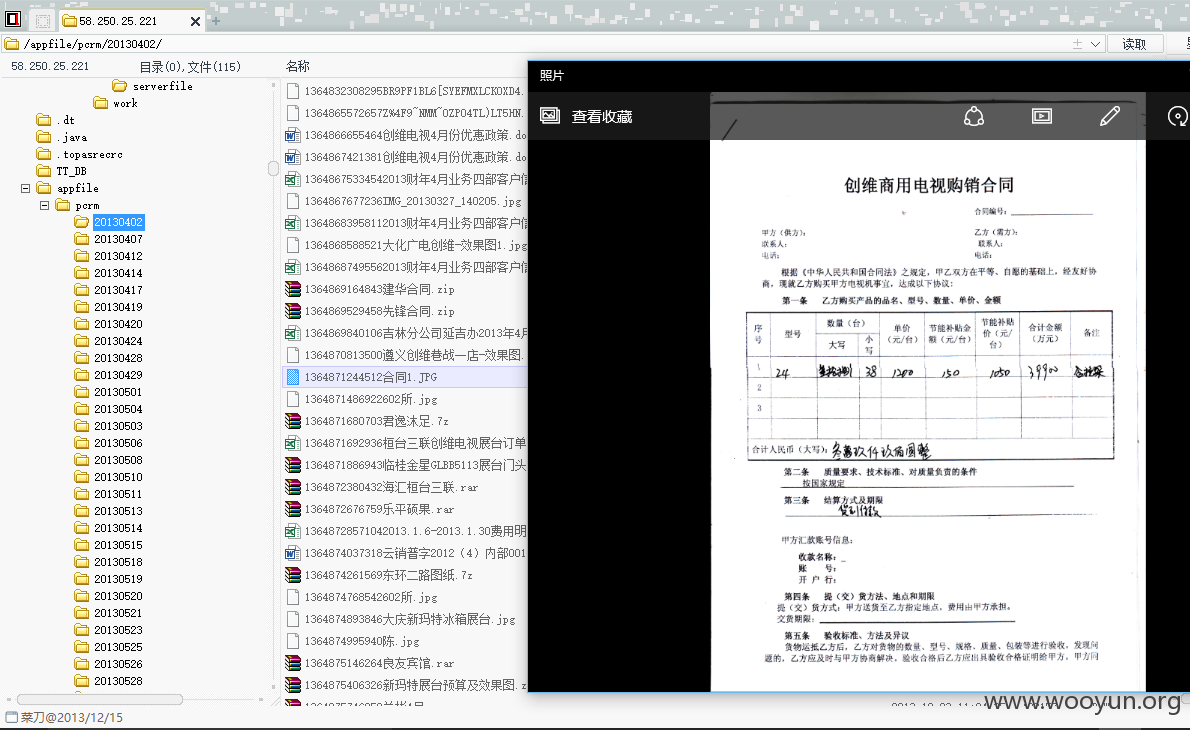 58.250.25.221
/appfile/pcrm/20130402/
读取
58.250.25.221
目录(0),文件(115)
名称
serverfile
work
.dt
.java
.topasrecrc
TT_DB
appfile
pcrm
20130402
20130407
20130412
20130414
20130417
20130419
20130420
20130424
20130428
20130429
20130501
20130504
20130503
20130506
20130508
20130510
20130511
20130513
20130514
20130515
20130518
20130519
20130520
20130521
20130523
20130525
20130526
20130528
1364832308295BR9PF1BL6[SYEFMXLCKOXD4.
1364865572657Z%4F9~NMM~OZPO4TL)LT5HN.
1364866655464创维电视4月份优惠政策.do
1364867421381创维电视4月份优惠政策.do
13648675334542013财年4月业务四部客户信
1364867677236IMG_20130327_140205.jpg
13648683958112013财年4月业务四部客户信
1364868588521大化广电创维-效果图1.jpg
13648687495562013财年4月业务四部客户信
1364869164843建华合同.zip
1364869529458先锋合同.zip
1364869840106吉林分公司延吉办2013年4月
1364870813500遵义创维巷战一店-效果图.
1364871244512合同1.JPG
1364871486922602所.jpg
1364871680703君逸沐足.7z
1364871692936桓台三联创维电视展台订单
1364871886943临桂金星GLBB5113展台门头
1364872380432海汇桓台三联.rar
1364872676759乐平硕果.rar
13648728571042013.1.6-2013.1.30费用明
1364874037318云销普字2012（4）内部001
1364874261569东环二路图纸.7z
1364874768542602所.jpg
1364874893846大庆新玛特冰箱展台.jpg
1364874995940陈.jpg
1364875146264良友宾馆.rar
1364875406326新玛特展台预算及效果图.z
照片
查看收藏
创维商用电视购销合同
合同编号:
甲方（供方）: 乙方（需方）:
联系人: 联系人:
电话: 电话:
根据《中华人民共和国合同法》之规定，甲乙双方在平等、自愿的基础上，经友好协
商，现就乙方购买甲方电视机事宜，达成以下协议:
第一条 乙方购买产品的品名、型号、数量、单价、金额
序号 型号 数量（台） 单价（元/台） 节能补贴金额（元/台） 节能补贴价（元/台） 合计金额（万元） 备注
大写 小写
1 24 38 1200 150 1050 39900
2
3
合计人民币（大写）: 叁萬玖仟玖佰圆整
第二条 质量要求、技术标准、对质量负责的条件
按国家规定
第三条 结算方式及期限
货到付款
甲方汇款账号信息:
收款名称:
账 号:
开 户 行:
第四条 提（交）货方法、地点和期限
提（交）货方式: 甲方送货至乙方指定地点，费用由甲方承担。
交货期限:
第五条 验收标准、方法及异议
货物运抵乙方后，乙方对货物的数量、型号、规格、质量、包装等进行验收，发现问
题的，乙方应及时与甲方协商解决。验收合格后乙方应出具验收合格证明给甲方，甲方同
www.wooyun.org
菜刀@2013/12/15